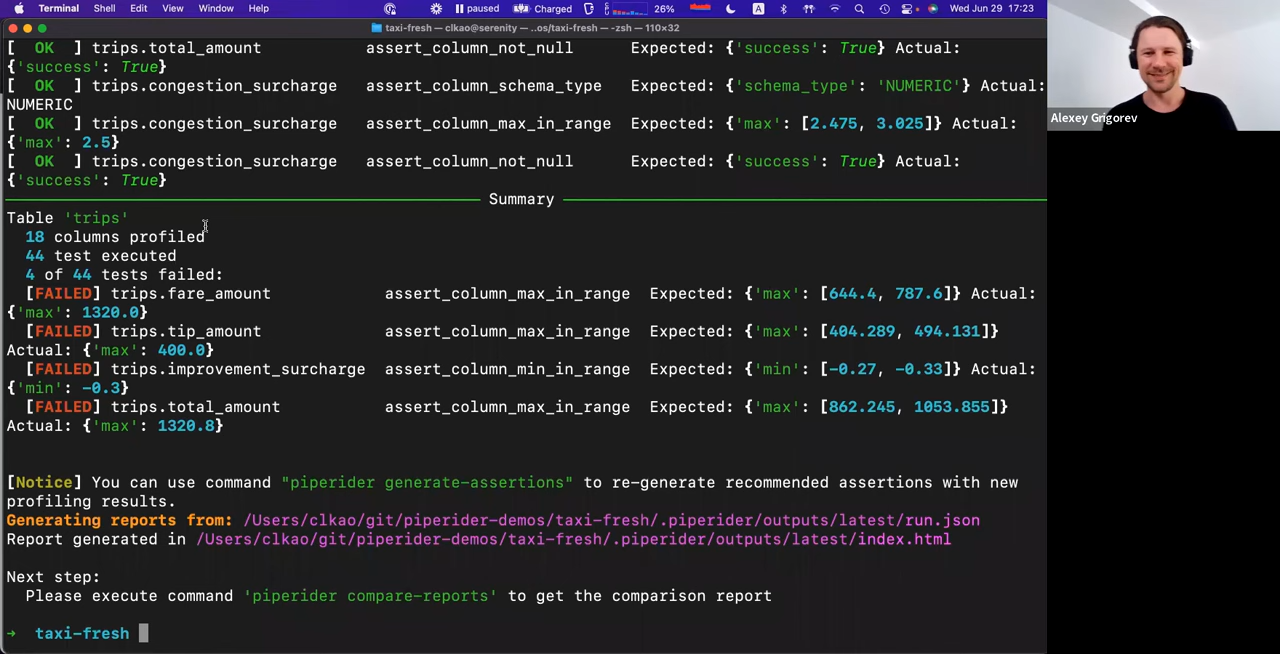 Terminal Shell Edit View Window Help paused Charged 26% A Wed Jun 29 17:23
taxi-fresh — clkao@serenity — ..os/taxi-fresh — -zsh — 110×32
[ OK ] trips.total_amount assert_column_not_null Expected: {'success': True} Actual:
{'success': True}
[ OK ] trips.congestion_surcharge assert_column_schema_type Expected: {'schema_type': 'NUMERIC'} Actual:
NUMERIC
[ OK ] trips.congestion_surcharge assert_column_max_in_range Expected: {'max': [2.475, 3.025]} Actual:
{'max': 2.5}
[ OK ] trips.congestion_surcharge assert_column_not_null Expected: {'success': True} Actual:
{'success': True}
Summary
Table 'trips'
18 columns profiled
44 test executed
4 of 44 tests failed:
[FAILED] trips.fare_amount assert_column_max_in_range Expected: {'max': [644.4, 787.6]} Actual:
{'max': 1320.0}
[FAILED] trips.tip_amount assert_column_max_in_range Expected: {'max': [404.289, 494.131]}
Actual: {'max': 400.0}
[FAILED] trips.improvement_surcharge assert_column_min_in_range Expected: {'min': [-0.27, -0.33]} Actual:
{'min': -0.3}
[FAILED] trips.total_amount assert_column_max_in_range Expected: {'max': [862.245, 1053.855]}
Actual: {'max': 1320.8}
[Notice] You can use command "piperider generate-assertions" to re-generate recommended assertions with new
profiling results.
Generating reports from: /Users/clkao/git/piperider-demos/taxi-fresh/.piperider/outputs/latest/run.json
Report generated in /Users/clkao/git/piperider-demos/taxi-fresh/.piperider/outputs/latest/index.html
Next step:
Please execute command 'piperider compare-reports' to get the comparison report
→ taxi-fresh
Alexey Grigorev